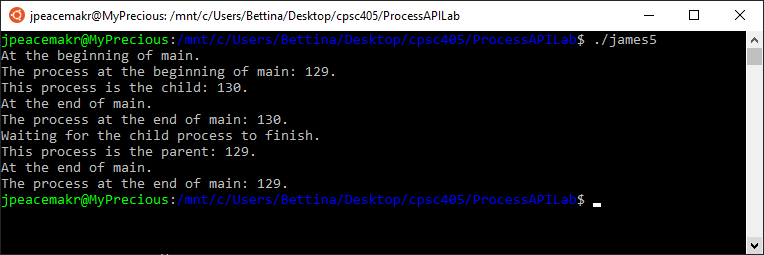 jpeacemakr@MyPrecious: /mnt/c/Users/Bettina/Desktop/cpsc405/ProcessAPILab
jpeacemakr@MyPrecious:/mnt/c/Users/Bettina/Desktop/cpsc405/ProcessAPILab$ ./james5
At the beginning of main.
The process at the beginning of main: 129.
This process is the child: 130.
At the end of main.
The process at the end of main: 130.
Waiting for the child process to finish.
This process is the parent: 129.
At the end of main.
The process at the end of main: 129.
jpeacemakr@MyPrecious:/mnt/c/Users/Bettina/Desktop/cpsc405/ProcessAPILab$